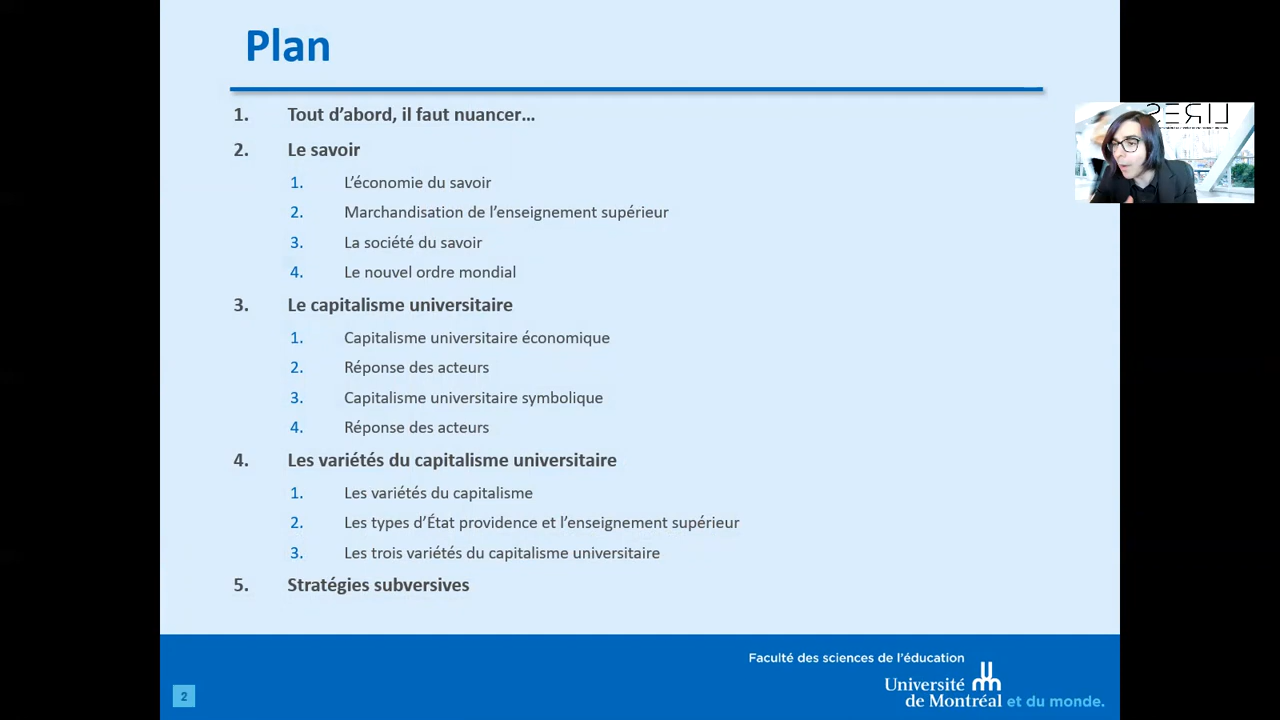 Plan
1. Tout d’abord, il faut nuancer…
2. Le savoir
1. L’économie du savoir
2. Marchandisation de l’enseignement supérieur
3. La société du savoir
4. Le nouvel ordre mondial
3. Le capitalisme universitaire
1. Capitalisme universitaire économique
2. Réponse des acteurs
3. Capitalisme universitaire symbolique
4. Réponse des acteurs
4. Les variétés du capitalisme universitaire
1. Les variétés du capitalisme
2. Les types d’État providence et l’enseignement supérieur
3. Les trois variétés du capitalisme universitaire
5. Stratégies subversives
LIRES
2
Faculté des sciences de l’éducation
Université
de Montréal et du monde.